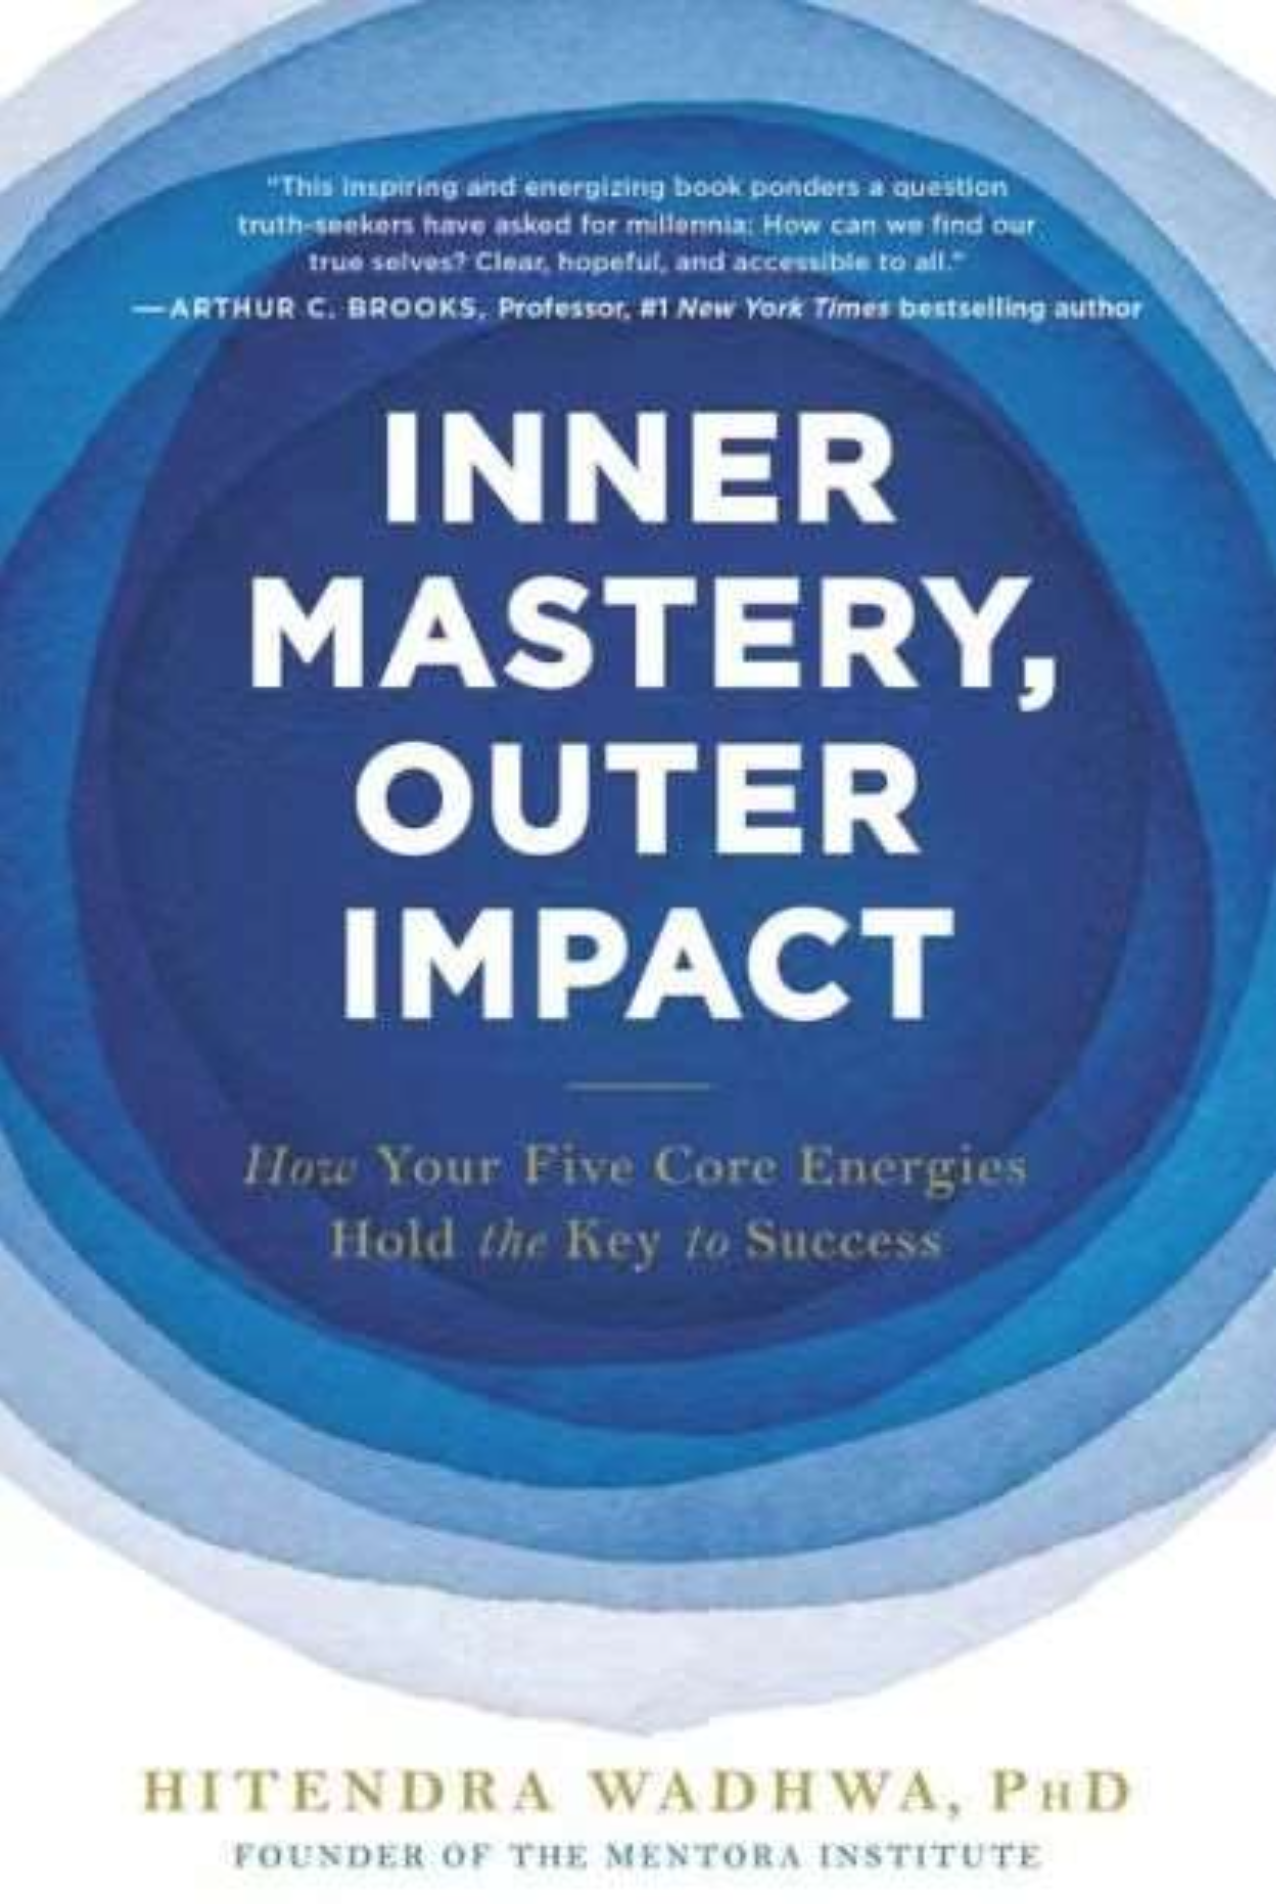 "This inspiring and energizing book ponders a question
truth-seekers have asked for millennia: How can we find our
true selves? Clear, hopeful, and accessible to all."
—ARTHUR C. BROOKS, Professor, #1 New York Times bestselling author
INNER
MASTERY,
OUTER
IMPACT
How Your Five Core Energies
Hold the Key to Success
HITENDRA WADHWA, PHD
FOUNDER OF THE MENTORA INSTITUTE